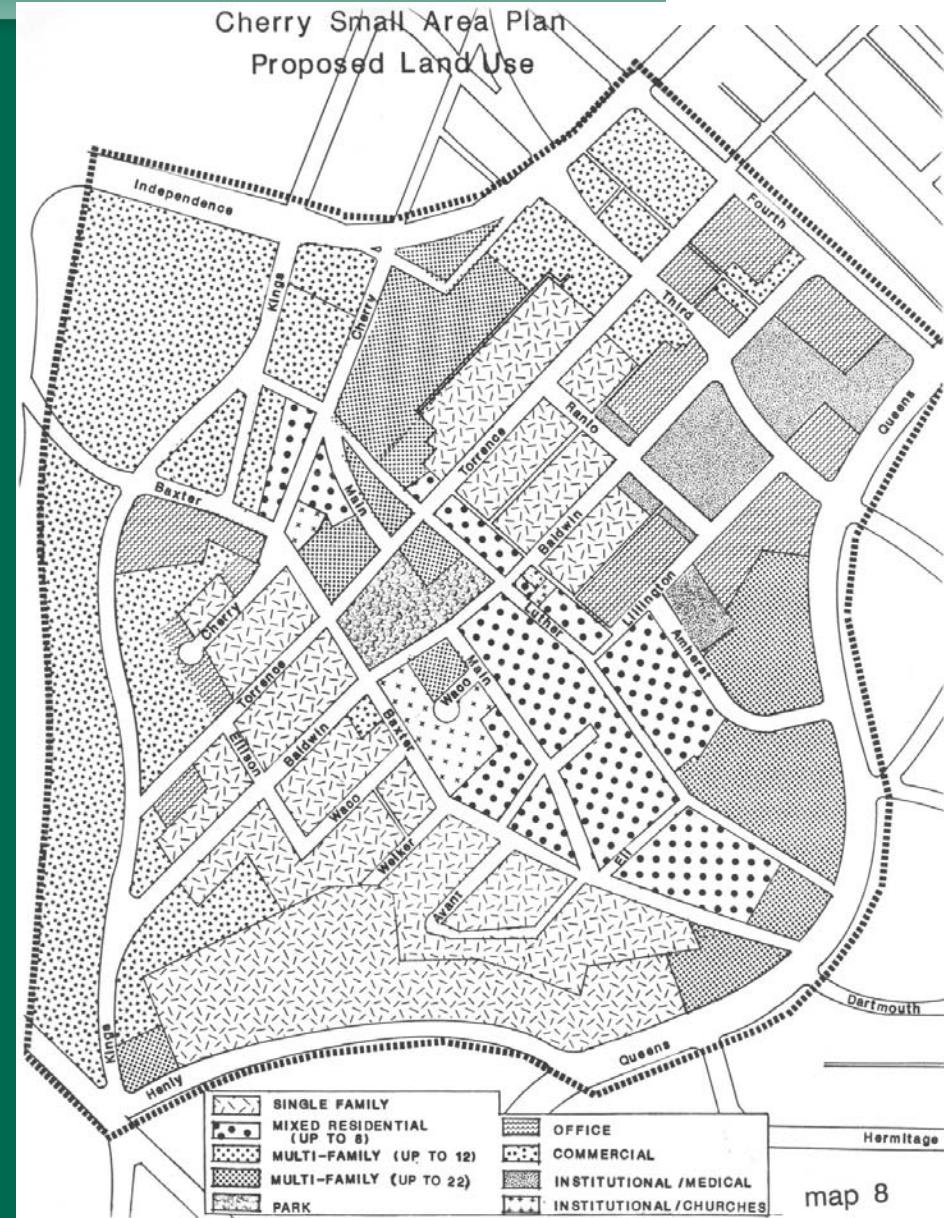 Cherry Small Area Plan
Proposed Land Use
Independence
Kings
Cherry
Fourth
Third
Queens
Ranlo
Torrence
Main
Baxter
Baldwin
Luther
Lillington
Amherst
Cherry
Torrence
Main
Waco
Baxter
Ellison
Baldwin
Waco
Walker
Eli
Avant
Kings
Henly
Queens
Dartmouth
Hermitage
SINGLE FAMILY
MIXED RESIDENTIAL
(UP TO 8)
MULTI-FAMILY (UP TO 12)
MULTI-FAMILY (UP TO 22)
PARK
OFFICE
COMMERCIAL
INSTITUTIONAL/MEDICAL
INSTITUTIONAL/CHURCHES
map 8